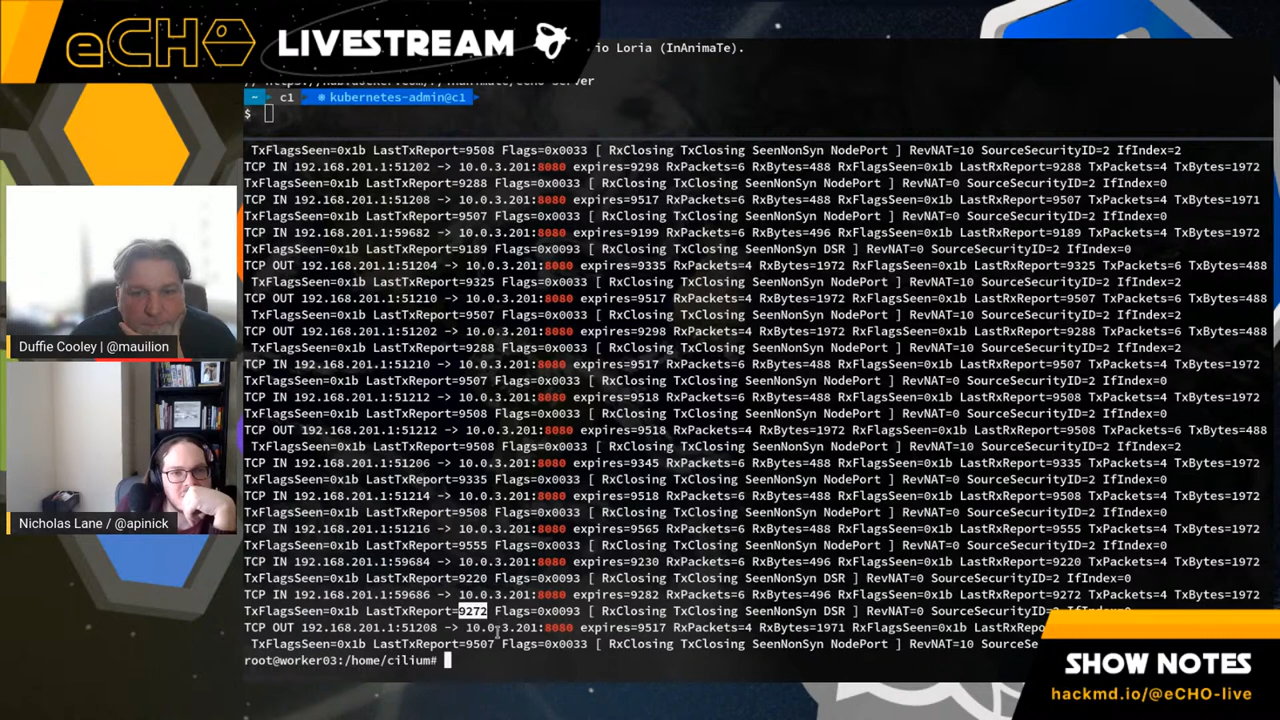 eCHO LIVESTREAM
io Loria (InAnimaTe).
~ c1 ⎈ kubernetes-admin@c1
$
TxFlagsSeen=0x1b LastTxReport=9508 Flags=0x0033 [ RxClosing TxClosing SeenNonSyn NodePort ] RevNAT=10 SourceSecurityID=2 IfIndex=2
TCP IN 192.168.201.1:51202 -> 10.0.3.201:8080 expires=9298 RxPackets=6 RxBytes=488 RxFlagsSeen=0x1b LastRxReport=9288 TxPackets=4 TxBytes=1972
TxFlagsSeen=0x1b LastTxReport=9288 Flags=0x0033 [ RxClosing TxClosing SeenNonSyn NodePort ] RevNAT=0 SourceSecurityID=2 IfIndex=0
TCP IN 192.168.201.1:51208 -> 10.0.3.201:8080 expires=9517 RxPackets=6 RxBytes=488 RxFlagsSeen=0x1b LastRxReport=9507 TxPackets=4 TxBytes=1971
TxFlagsSeen=0x1b LastTxReport=9507 Flags=0x0033 [ RxClosing TxClosing SeenNonSyn NodePort ] RevNAT=0 SourceSecurityID=2 IfIndex=0
TCP IN 192.168.201.1:59682 -> 10.0.3.201:8080 expires=9199 RxPackets=6 RxBytes=496 RxFlagsSeen=0x1b LastRxReport=9189 TxPackets=4 TxBytes=1972
TxFlagsSeen=0x1b LastTxReport=9189 Flags=0x0093 [ RxClosing TxClosing SeenNonSyn DSR ] RevNAT=0 SourceSecurityID=2 IfIndex=0
TCP OUT 192.168.201.1:51204 -> 10.0.3.201:8080 expires=9335 RxPackets=4 RxBytes=1972 RxFlagsSeen=0x1b LastRxReport=9325 TxPackets=6 TxBytes=488
TxFlagsSeen=0x1b LastTxReport=9325 Flags=0x0033 [ RxClosing TxClosing SeenNonSyn NodePort ] RevNAT=10 SourceSecurityID=2 IfIndex=2
TCP OUT 192.168.201.1:51210 -> 10.0.3.201:8080 expires=9517 RxPackets=4 RxBytes=1972 RxFlagsSeen=0x1b LastRxReport=9507 TxPackets=6 TxBytes=488
TxFlagsSeen=0x1b LastTxReport=9507 Flags=0x0033 [ RxClosing TxClosing SeenNonSyn NodePort ] RevNAT=10 SourceSecurityID=2 IfIndex=2
TCP OUT 192.168.201.1:51202 -> 10.0.3.201:8080 expires=9298 RxPackets=4 RxBytes=1972 RxFlagsSeen=0x1b LastRxReport=9288 TxPackets=6 TxBytes=488
TxFlagsSeen=0x1b LastTxReport=9288 Flags=0x0033 [ RxClosing TxClosing SeenNonSyn NodePort ] RevNAT=10 SourceSecurityID=2 IfIndex=2
TCP IN 192.168.201.1:51210 -> 10.0.3.201:8080 expires=9517 RxPackets=6 RxBytes=488 RxFlagsSeen=0x1b LastRxReport=9507 TxPackets=4 TxBytes=1972
TxFlagsSeen=0x1b LastTxReport=9507 Flags=0x0033 [ RxClosing TxClosing SeenNonSyn NodePort ] RevNAT=0 SourceSecurityID=2 IfIndex=0
TCP IN 192.168.201.1:51212 -> 10.0.3.201:8080 expires=9518 RxPackets=6 RxBytes=488 RxFlagsSeen=0x1b LastRxReport=9508 TxPackets=4 TxBytes=1972
TxFlagsSeen=0x1b LastTxReport=9508 Flags=0x0033 [ RxClosing TxClosing SeenNonSyn NodePort ] RevNAT=0 SourceSecurityID=2 IfIndex=0
TCP OUT 192.168.201.1:51212 -> 10.0.3.201:8080 expires=9518 RxPackets=4 RxBytes=1972 RxFlagsSeen=0x1b LastRxReport=9508 TxPackets=6 TxBytes=488
TxFlagsSeen=0x1b LastTxReport=9508 Flags=0x0033 [ RxClosing TxClosing SeenNonSyn NodePort ] RevNAT=10 SourceSecurityID=2 IfIndex=2
TCP IN 192.168.201.1:51206 -> 10.0.3.201:8080 expires=9345 RxPackets=6 RxBytes=488 RxFlagsSeen=0x1b LastRxReport=9335 TxPackets=4 TxBytes=1972
TxFlagsSeen=0x1b LastTxReport=9335 Flags=0x0033 [ RxClosing TxClosing SeenNonSyn NodePort ] RevNAT=0 SourceSecurityID=2 IfIndex=0
TCP IN 192.168.201.1:51214 -> 10.0.3.201:8080 expires=9518 RxPackets=6 RxBytes=488 RxFlagsSeen=0x1b LastRxReport=9508 TxPackets=4 TxBytes=1972
TxFlagsSeen=0x1b LastTxReport=9508 Flags=0x0033 [ RxClosing TxClosing SeenNonSyn NodePort ] RevNAT=0 SourceSecurityID=2 IfIndex=0
TCP IN 192.168.201.1:51216 -> 10.0.3.201:8080 expires=9565 RxPackets=6 RxBytes=488 RxFlagsSeen=0x1b LastRxReport=9555 TxPackets=4 TxBytes=1972
TxFlagsSeen=0x1b LastTxReport=9555 Flags=0x0033 [ RxClosing TxClosing SeenNonSyn NodePort ] RevNAT=0 SourceSecurityID=2 IfIndex=0
TCP IN 192.168.201.1:59684 -> 10.0.3.201:8080 expires=9230 RxPackets=6 RxBytes=496 RxFlagsSeen=0x1b LastRxReport=9220 TxPackets=4 TxBytes=1972
TxFlagsSeen=0x1b LastTxReport=9220 Flags=0x0093 [ RxClosing TxClosing SeenNonSyn DSR ] RevNAT=0 SourceSecurityID=2 IfIndex=0
TCP IN 192.168.201.1:59686 -> 10.0.3.201:8080 expires=9282 RxPackets=6 RxBytes=496 RxFlagsSeen=0x1b LastRxReport=9272 TxPackets=4 TxBytes=1972
TxFlagsSeen=0x1b LastTxReport=9272 Flags=0x0093 [ RxClosing TxClosing SeenNonSyn DSR ] RevNAT=0 SourceSecurityID=2
TCP OUT 192.168.201.1:51208 -> 10.0.3.201:8080 expires=9517 RxPackets=4 RxBytes=1971 RxFlagsSeen=0x1b
TxFlagsSeen=0x1b LastTxReport=9507 Flags=0x0033 [ RxClosing TxClosing SeenNonSyn NodePort ] RevNAT=10
root@worker03:/home/cilium#
Duffie Cooley | @mauilion
Nicholas Lane / @apinick
SHOW NOTES
hackmd.io/@eCHO-live